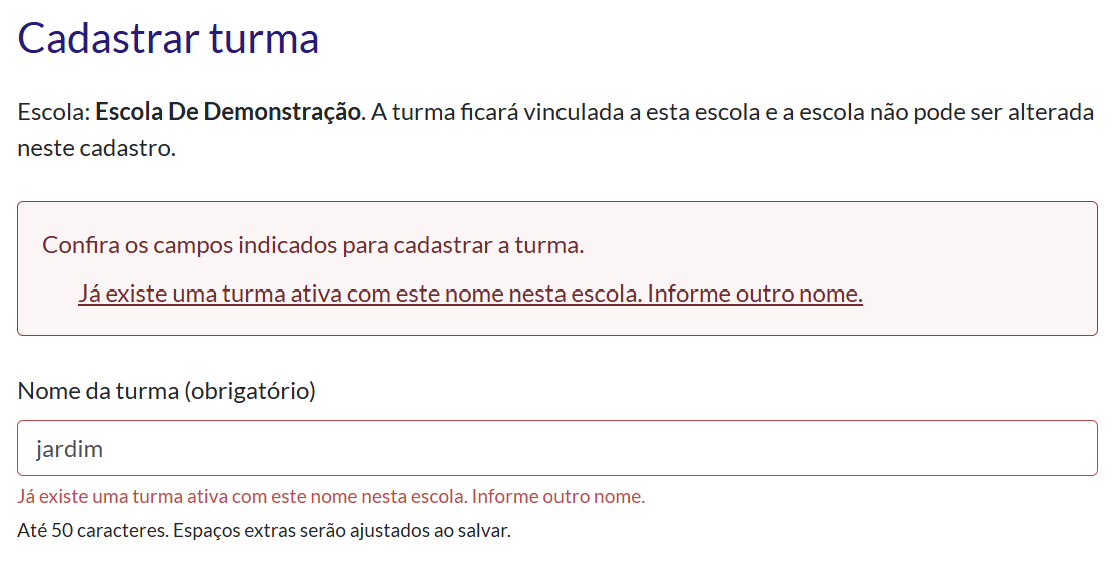 Cadastrar turma
Escola: Escola De Demonstração. A turma ficará vinculada a esta escola e a escola não pode ser alterada
neste cadastro.
Confira os campos indicados para cadastrar a turma.
Já existe uma turma ativa com este nome nesta escola. Informe outro nome.
Nome da turma (obrigatório)
jardim
Já existe uma turma ativa com este nome nesta escola. Informe outro nome.
Até 50 caracteres. Espaços extras serão ajustados ao salvar.